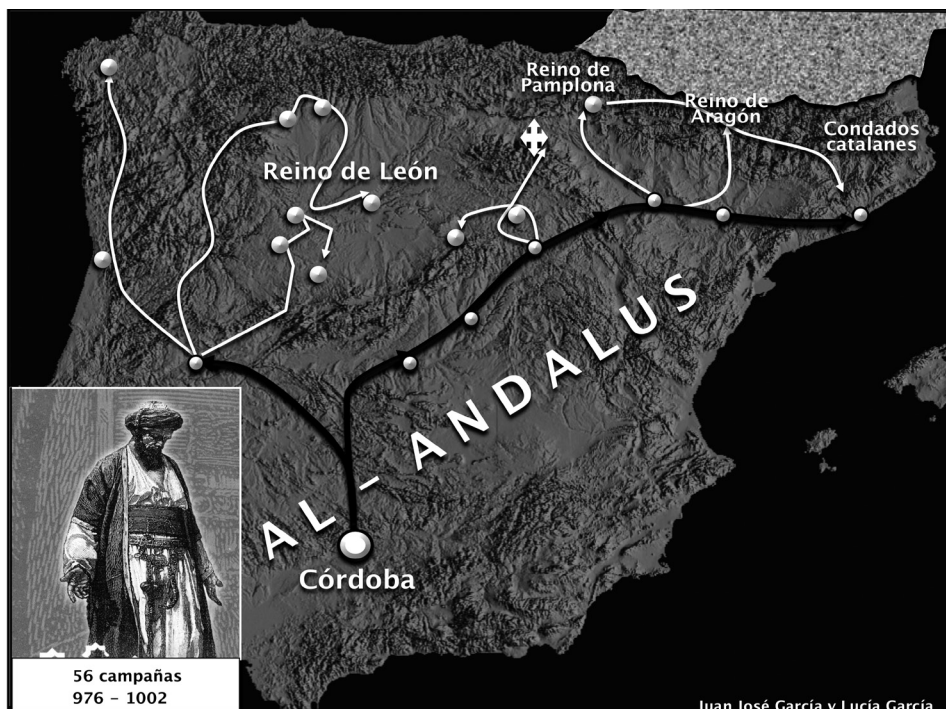 Reino de
Pamplona
Reino de
Aragón
Condados
catalanes
Reino de León
AL – ANDALUS
Córdoba
56 campañas
976 – 1002
Juan José García y Lucía García